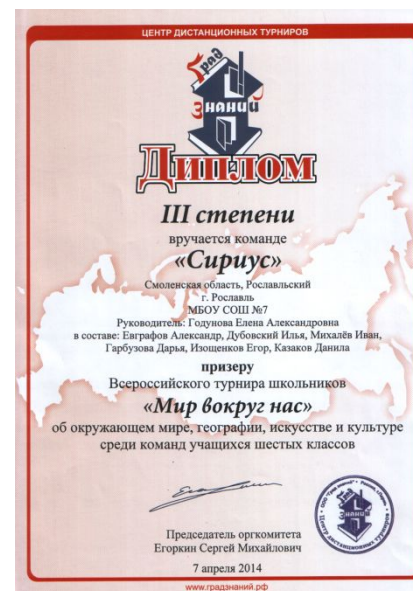 ЦЕНТР ДИСТАНЦИОННЫХ ТУРНИРОВ
Град
знаний
Диплом
III степени
вручается команде
«Сириус»
Смоленская область, Рославльский
г. Рославль
МБОУ СОШ №7
Руководитель: Годунова Елена Александровна
в составе: Евграфов Александр, Дубовский Илья, Михалёв Иван,
Гарбузова Дарья, Изощенков Егор, Казаков Данила
призеру
Всероссийского турнира школьников
«Мир вокруг нас»
об окружающем мире, географии, искусстве и культуре
среди команд учащихся шестых классов
Председатель оргкомитета
Егоркин Сергей Михайлович
7 апреля 2014
Центр дистанционных турниров
www.градзнаний.рф